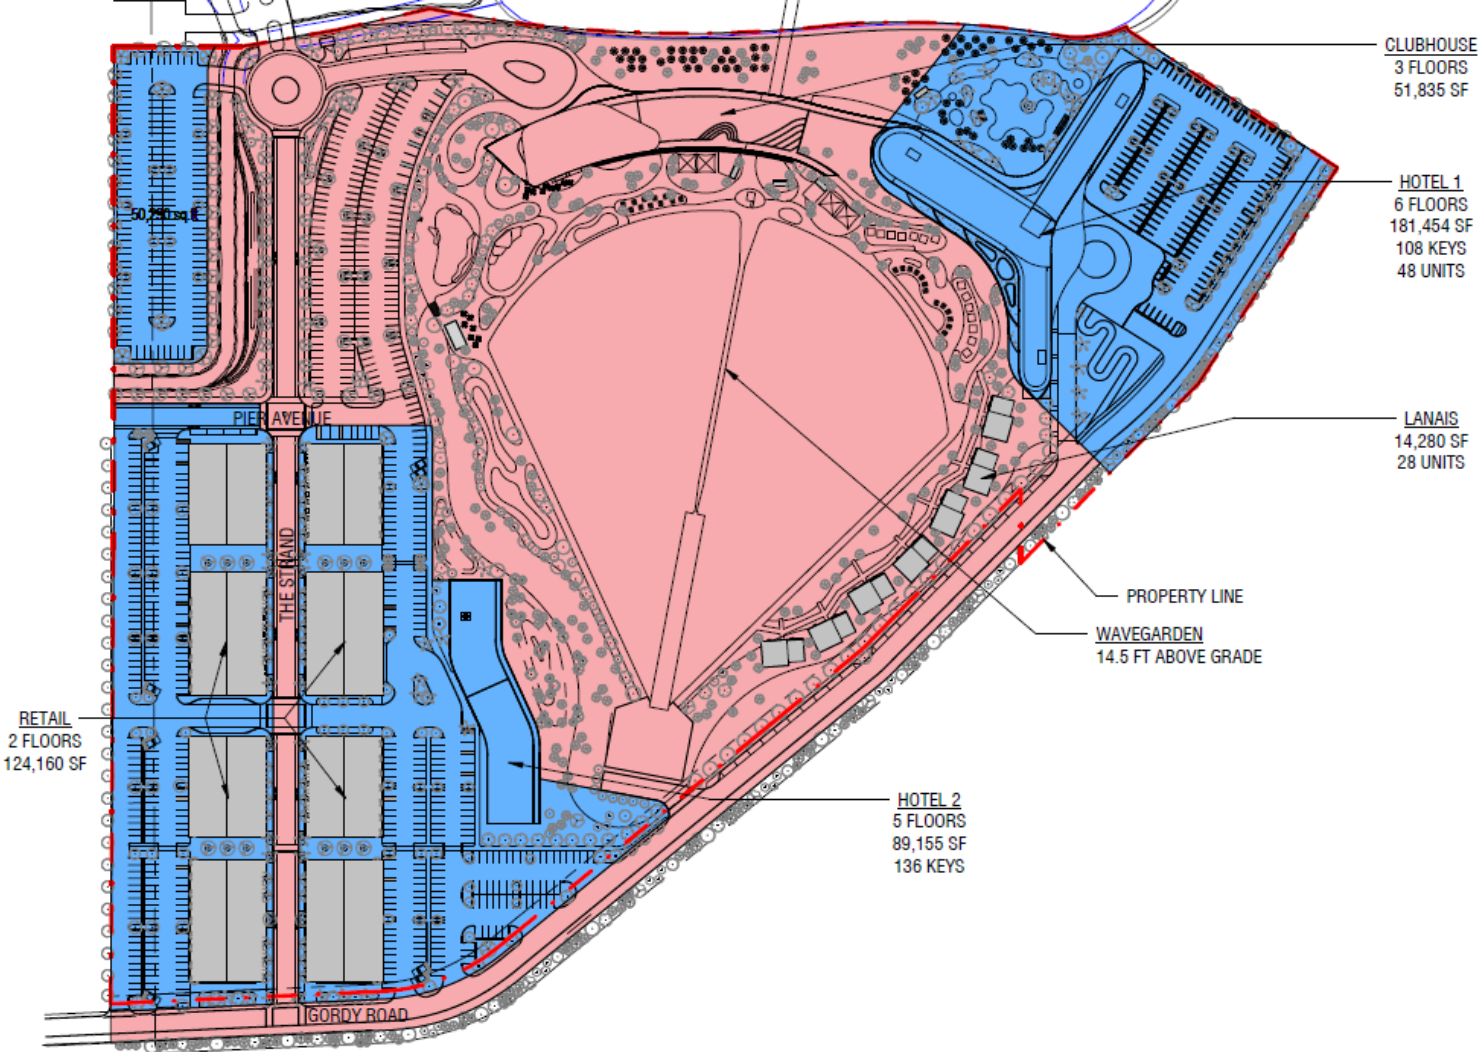 CLUBHOUSE
3 FLOORS
51,835 SF
HOTEL 1
6 FLOORS
181,454 SF
108 KEYS
48 UNITS
PIER AVENUE
LANAIS
14,280 SF
28 UNITS
THE STRAND
PROPERTY LINE
WAVEGARDEN
14.5 FT ABOVE GRADE
RETAIL
2 FLOORS
124,160 SF
HOTEL 2
5 FLOORS
89,155 SF
136 KEYS
GORDY ROAD